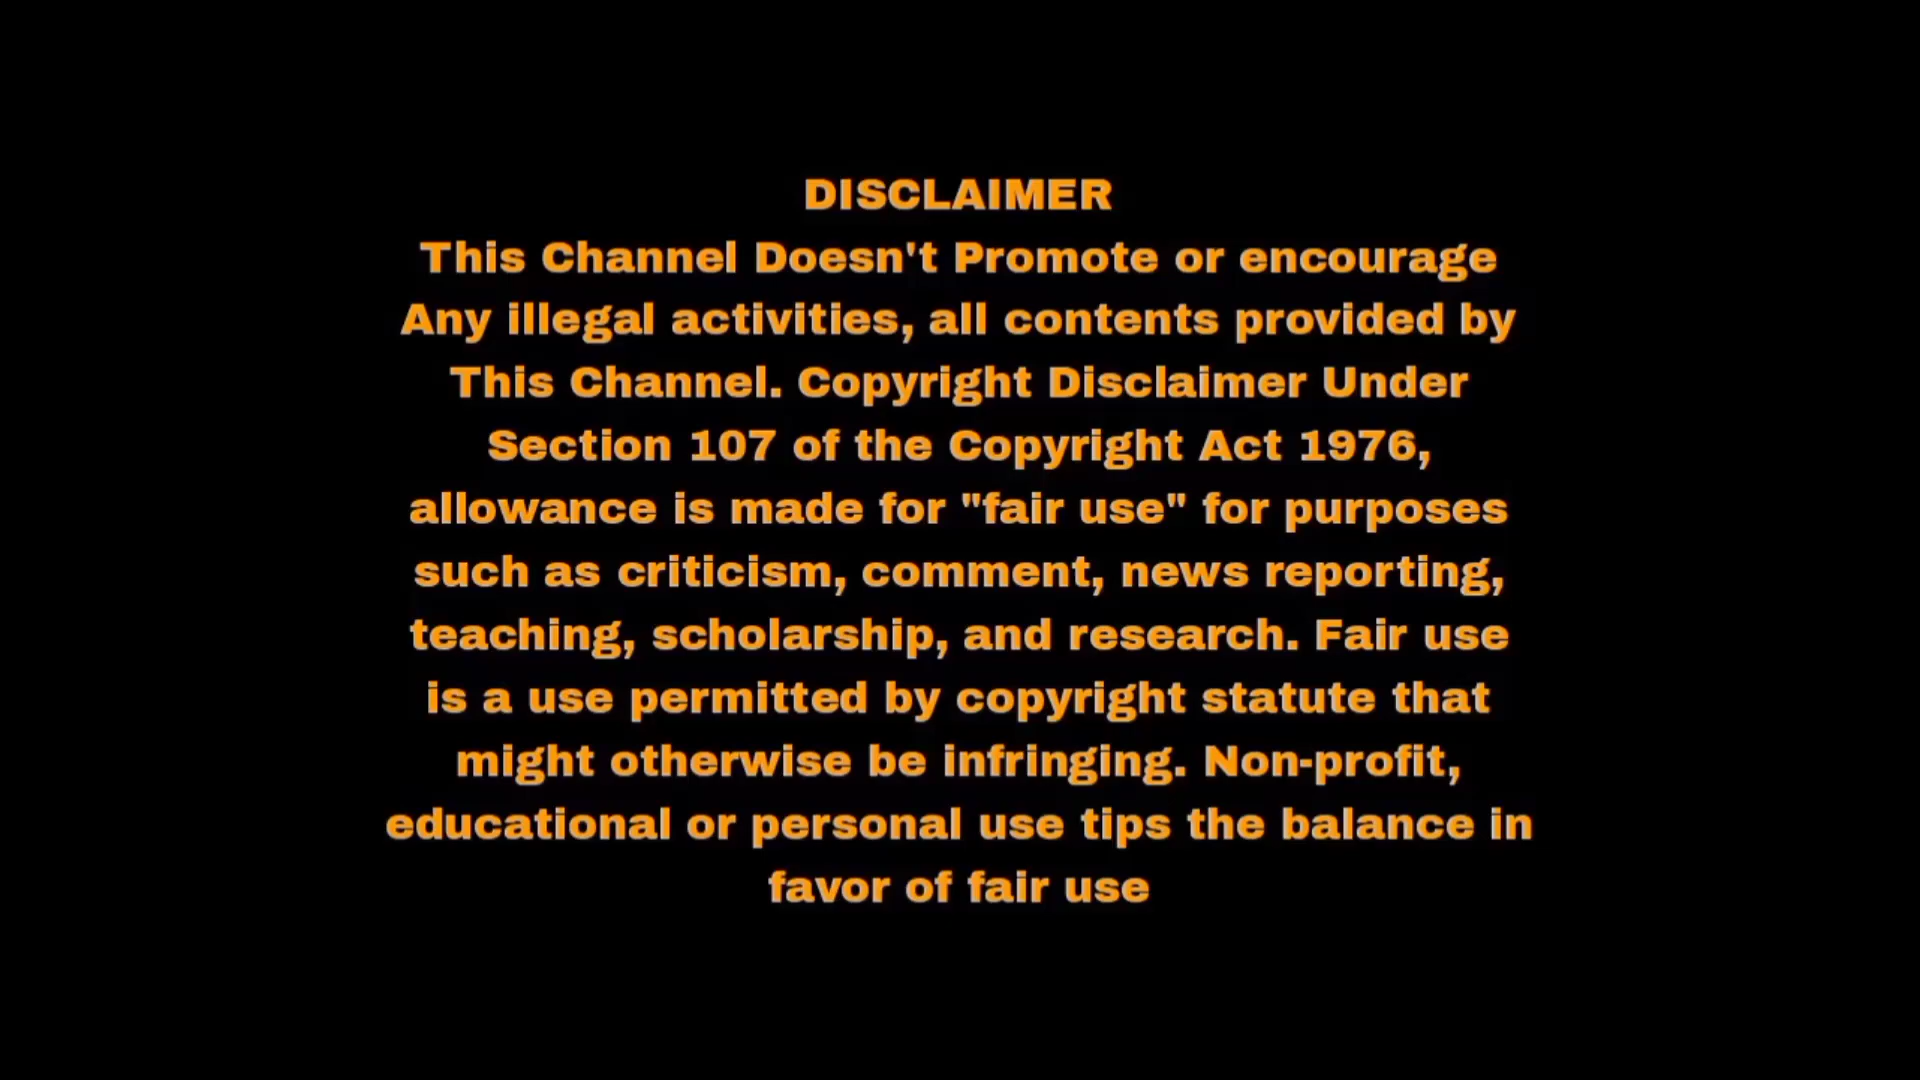 DISCLAIMER
This Channel Doesn't Promote or encourage
Any illegal activities, all contents provided by
This Channel. Copyright Disclaimer Under
Section 107 of the Copyright Act 1976,
allowance is made for "fair use" for purposes
such as criticism, comment, news reporting,
teaching, scholarship, and research. Fair use
is a use permitted by copyright statute that
might otherwise be infringing. Non-profit,
educational or personal use tips the balance in
favor of fair use